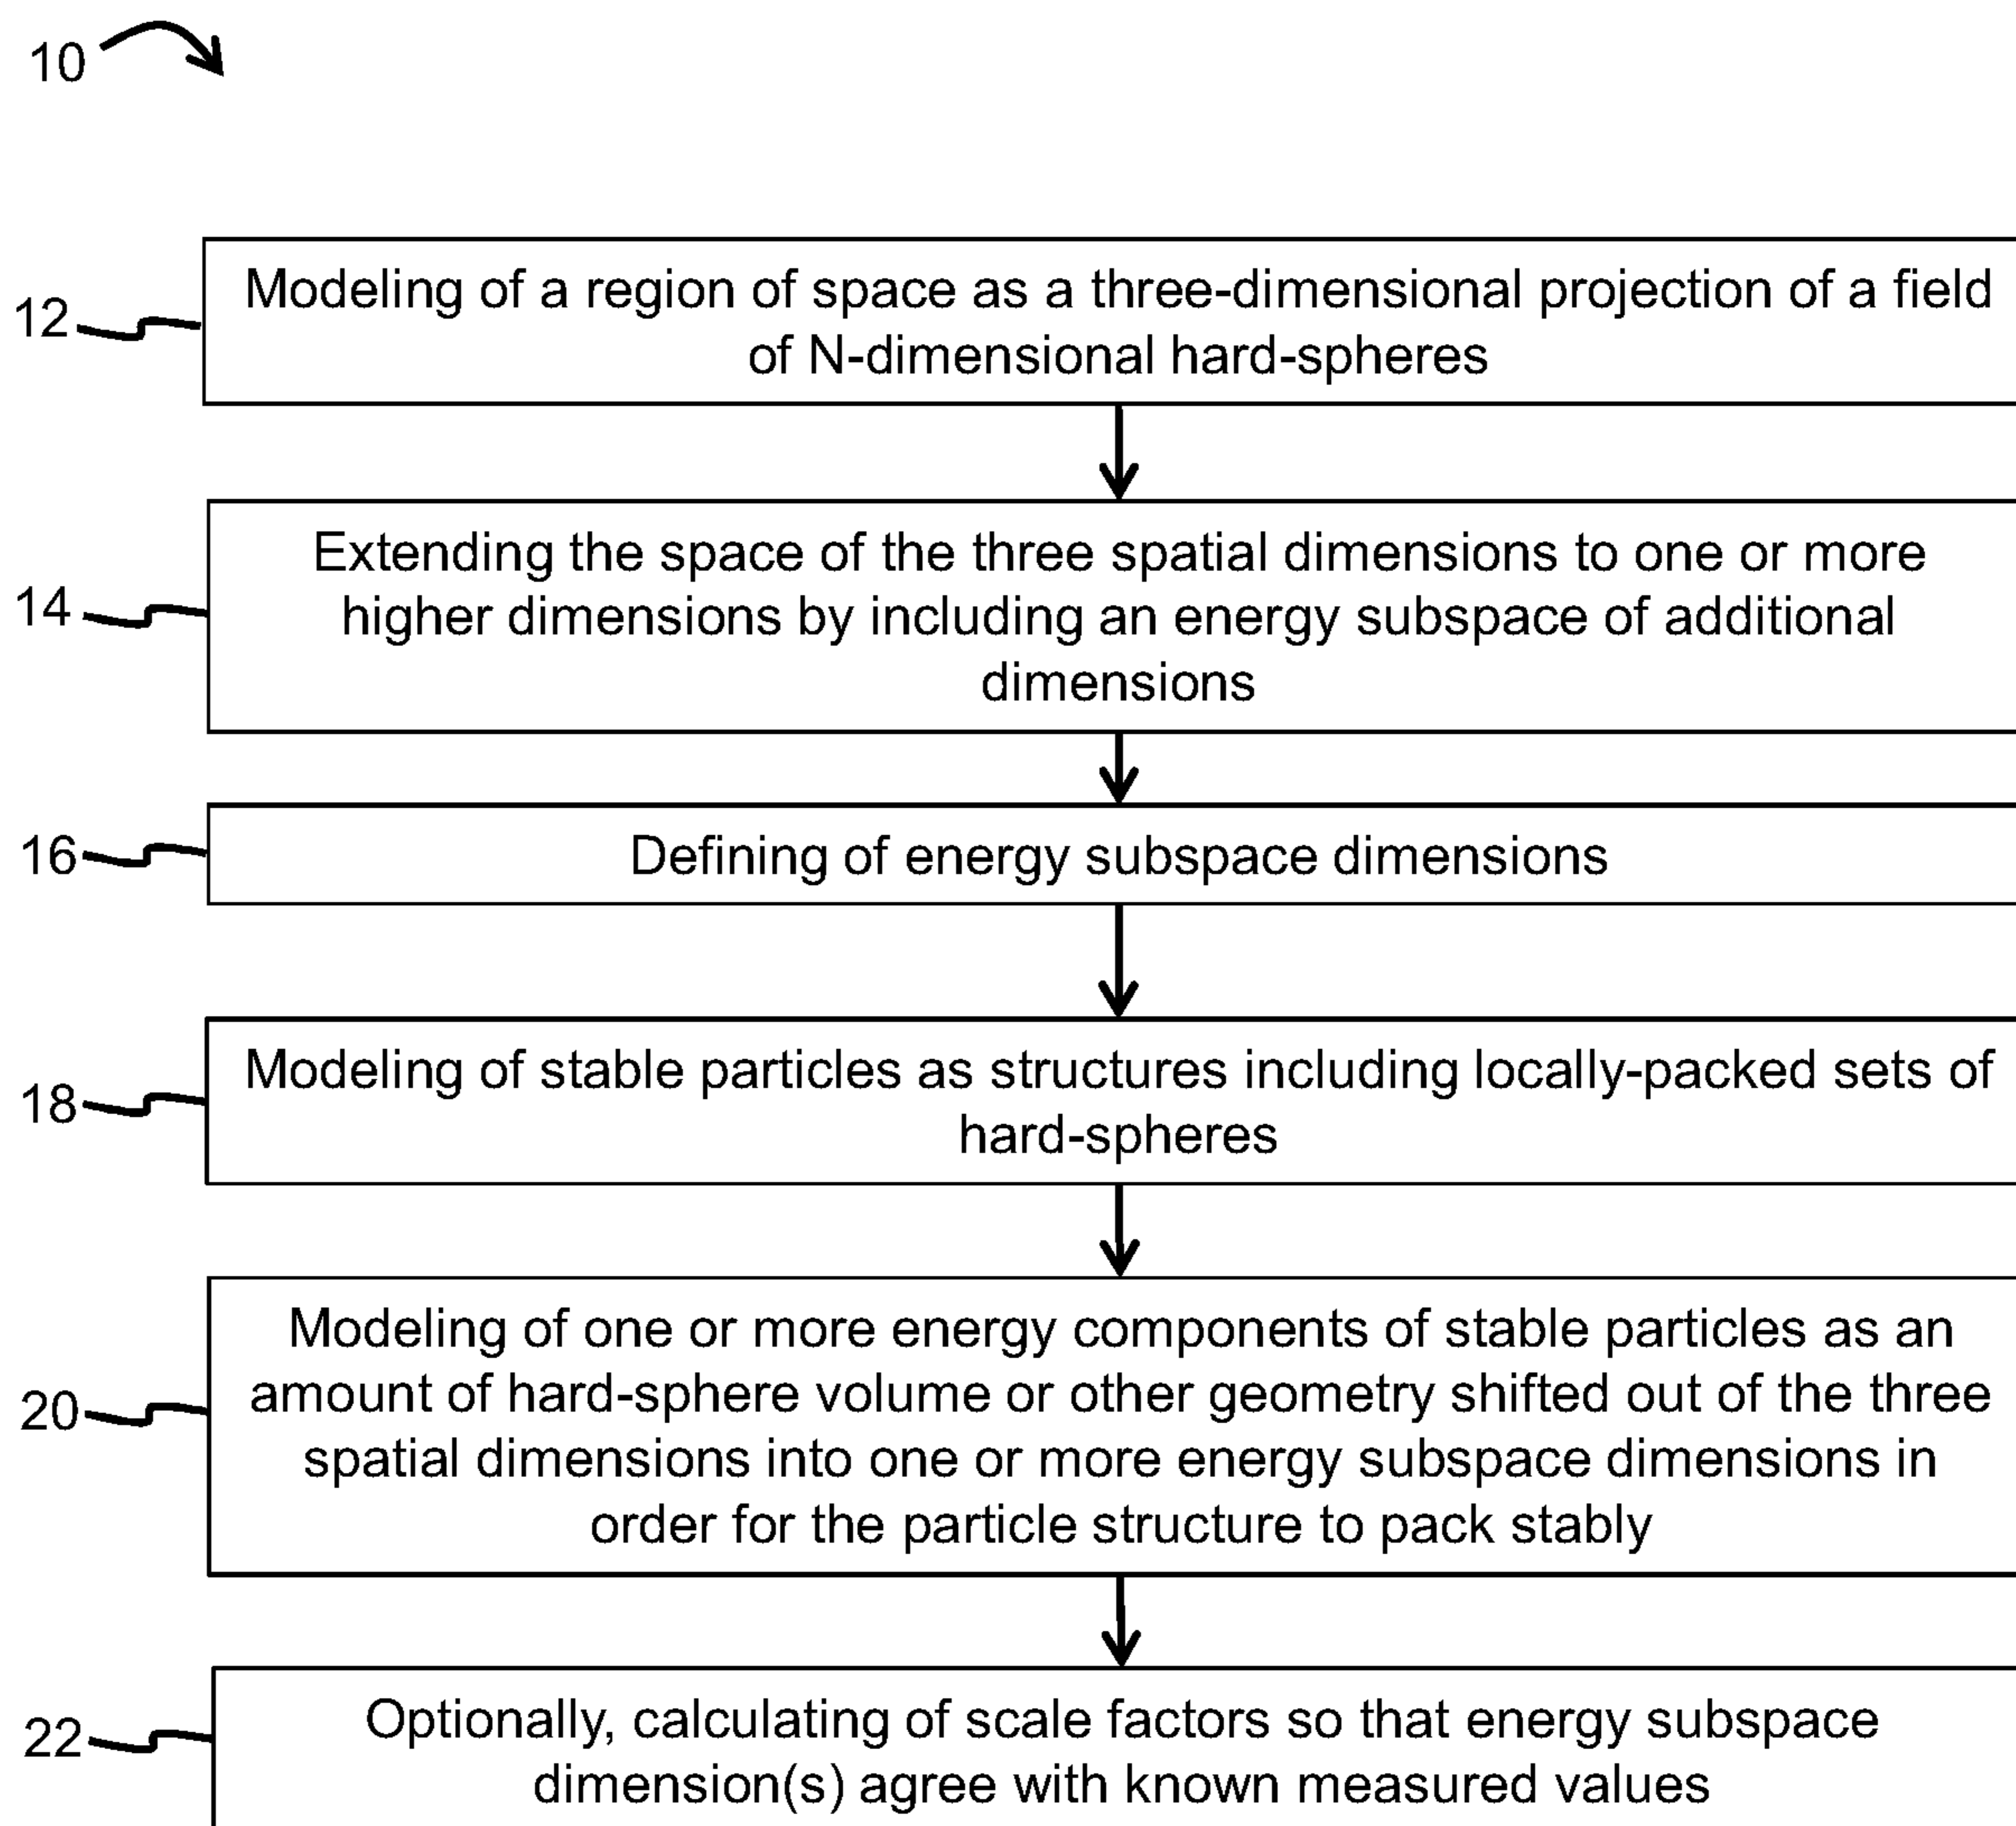 10
12
Modeling of a region of space as a three-dimensional projection of a field
of N-dimensional hard-spheres
14
Extending the space of the three spatial dimensions to one or more
higher dimensions by including an energy subspace of additional
dimensions
16
Defining of energy subspace dimensions
18
Modeling of stable particles as structures including locally-packed sets of
hard-spheres
20
Modeling of one or more energy components of stable particles as an
amount of hard-sphere volume or other geometry shifted out of the three
spatial dimensions into one or more energy subspace dimensions in
order for the particle structure to pack stably
22
Optionally, calculating of scale factors so that energy subspace
dimension(s) agree with known measured values